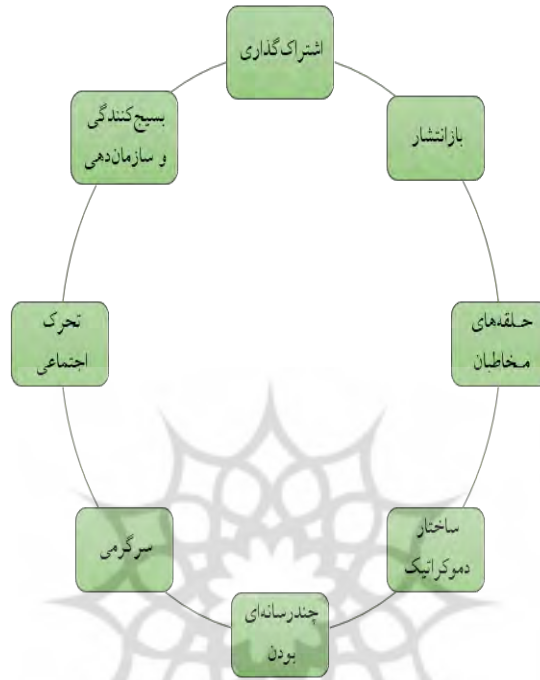 اشتراک‌گذاری
بازانتشار
حلقه‌های
مخاطبان
ساختار
دموکراتیک
چندرسانه‌ای
بودن
سرگرمی
تحرک
اجتماعی
بسیج‌کنندگی
و سازمان‌دهی